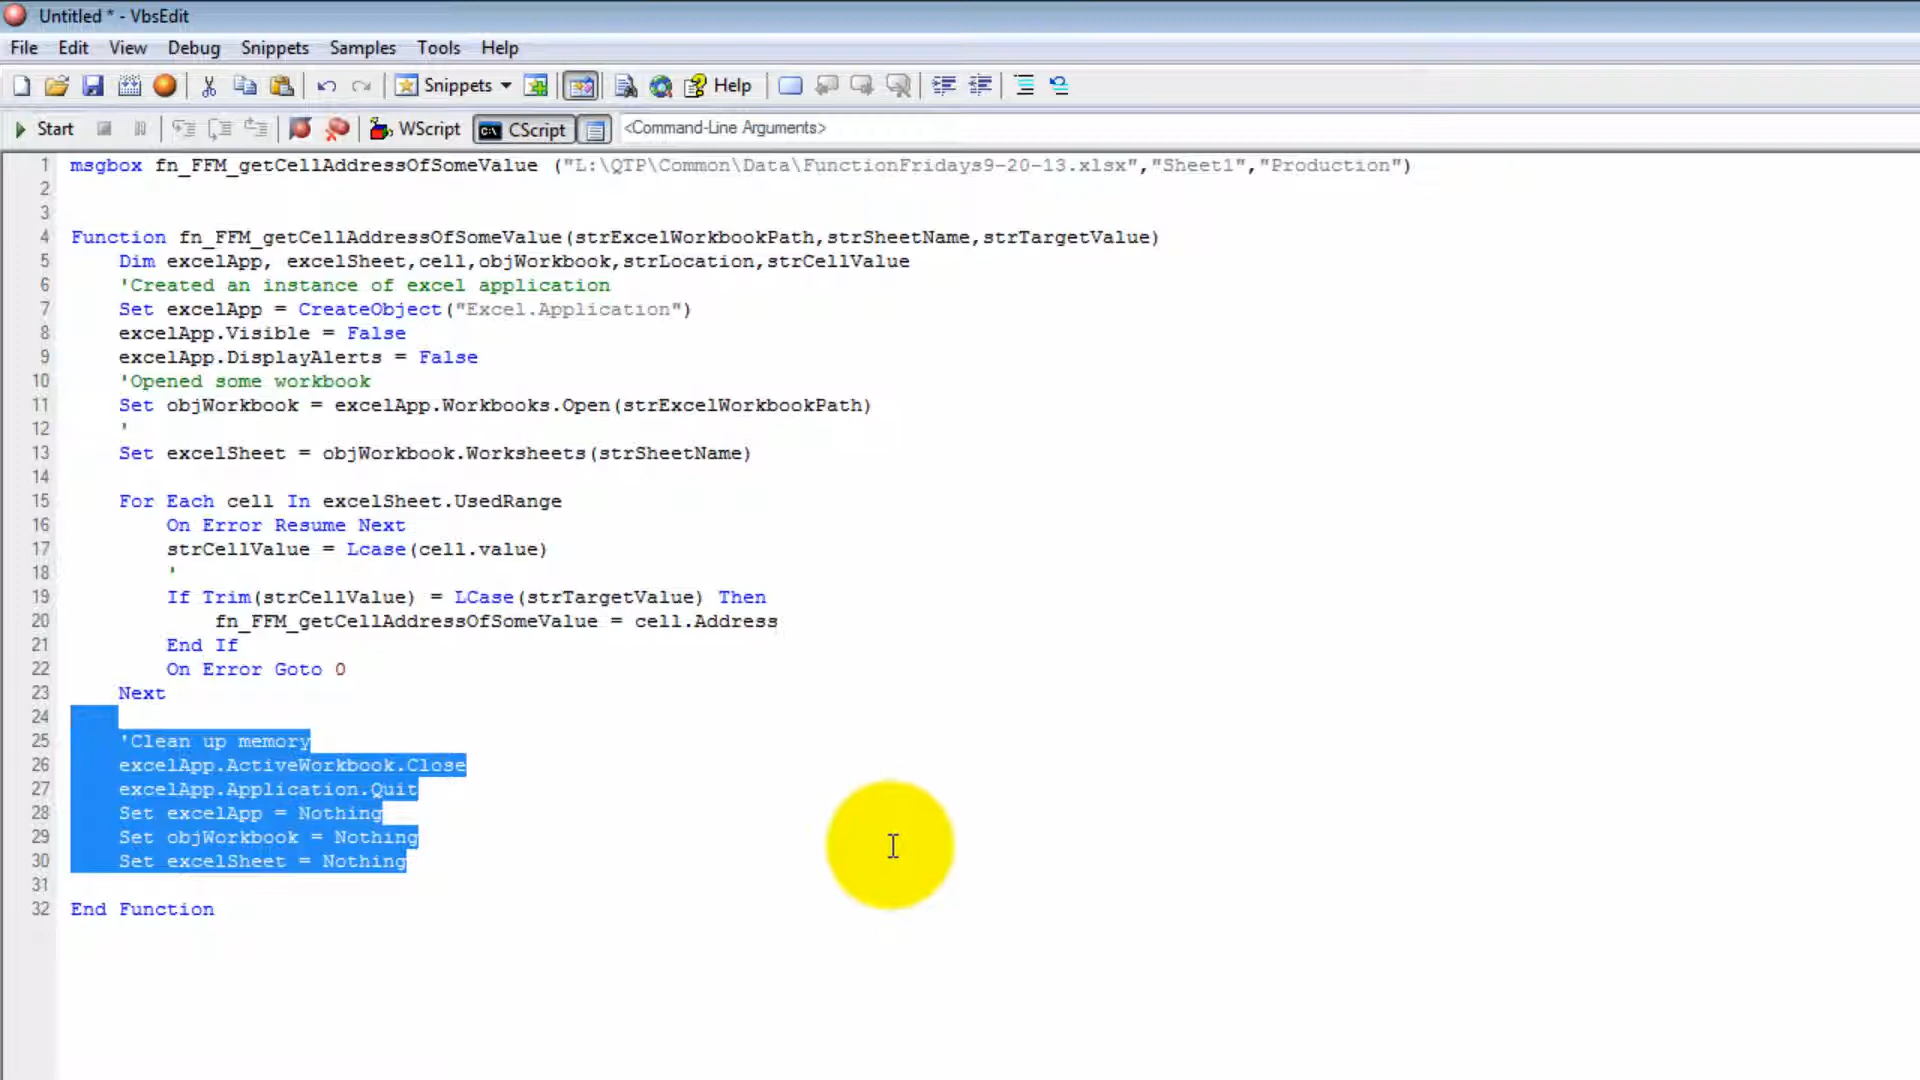 Untitled * - VbsEdit
File Edit View Debug Snippets Samples Tools Help
Snippets Help
Start WScript CScript <Command-Line Arguments>
1 msgbox fn_FFM_getCellAddressOfSomeValue ("L:\QTP\Common\Data\FunctionFridays9-20-13.xlsx","Sheet1","Production")
2
3
4 Function fn_FFM_getCellAddressOfSomeValue(strExcelWorkbookPath,strSheetName,strTargetValue)
5 Dim excelApp, excelSheet,cell,objWorkbook,strLocation,strCellValue
6 'Created an instance of excel application
7 Set excelApp = CreateObject("Excel.Application")
8 excelApp.Visible = False
9 excelApp.DisplayAlerts = False
10 'Opened some workbook
11 Set objWorkbook = excelApp.Workbooks.Open(strExcelWorkbookPath)
12 '
13 Set excelSheet = objWorkbook.Worksheets(strSheetName)
14
15 For Each cell In excelSheet.UsedRange
16 On Error Resume Next
17 strCellValue = Lcase(cell.value)
18 '
19 If Trim(strCellValue) = LCase(strTargetValue) Then
20 fn_FFM_getCellAddressOfSomeValue = cell.Address
21 End If
22 On Error Goto 0
23 Next
24
25 'Clean up memory
26 excelApp.ActiveWorkbook.Close
27 excelApp.Application.Quit
28 Set excelApp = Nothing
29 Set objWorkbook = Nothing
30 Set excelSheet = Nothing
31
32 End Function